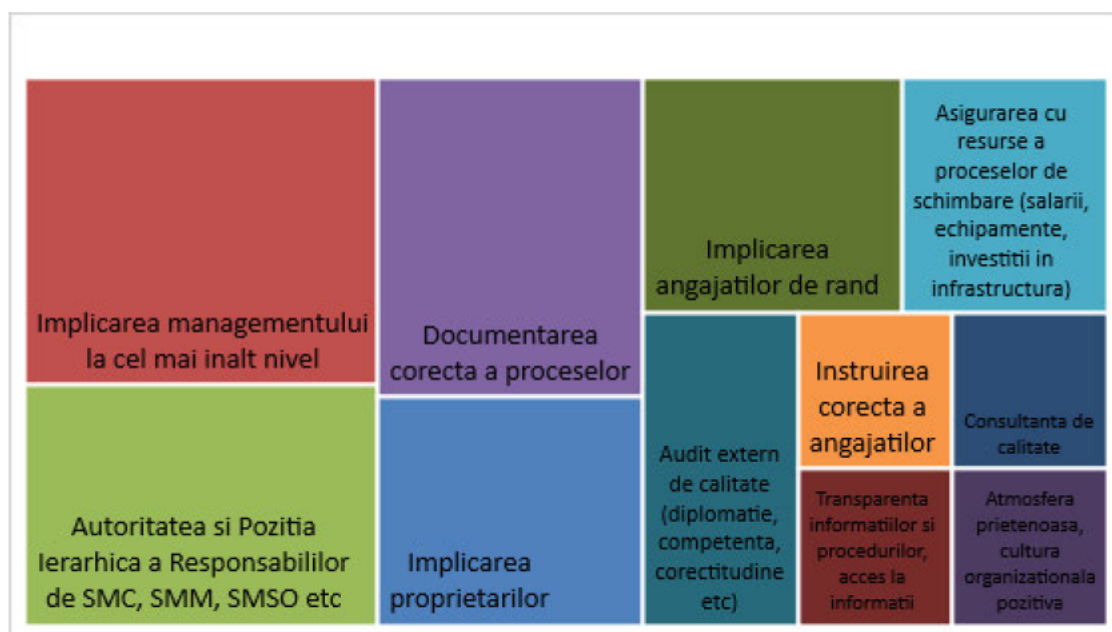 Implicarea managementului
la cel mai inalt nivel
Autoritatea si Pozitia
Ierarhica a Responsabililor
de SMC, SMM, SMSO etc
Documentarea
corecta a proceselor
Implicarea
proprietarilor
Implicarea
angajatilor de rand
Asigurarea cu
resurse a
proceselor de
schimbare (salarii,
echipamente,
investitii in
infrastructura)
Audit extern
de calitate
(diplomatie,
competenta,
corectitudine
etc)
Instruirea
corecta a
angajatilor
Consultanta de
calitate
Transparenta
informatiilor si
procedurilor,
acces la
informatii
Atmosfera
prietenoasa,
cultura
organizationala
pozitiva